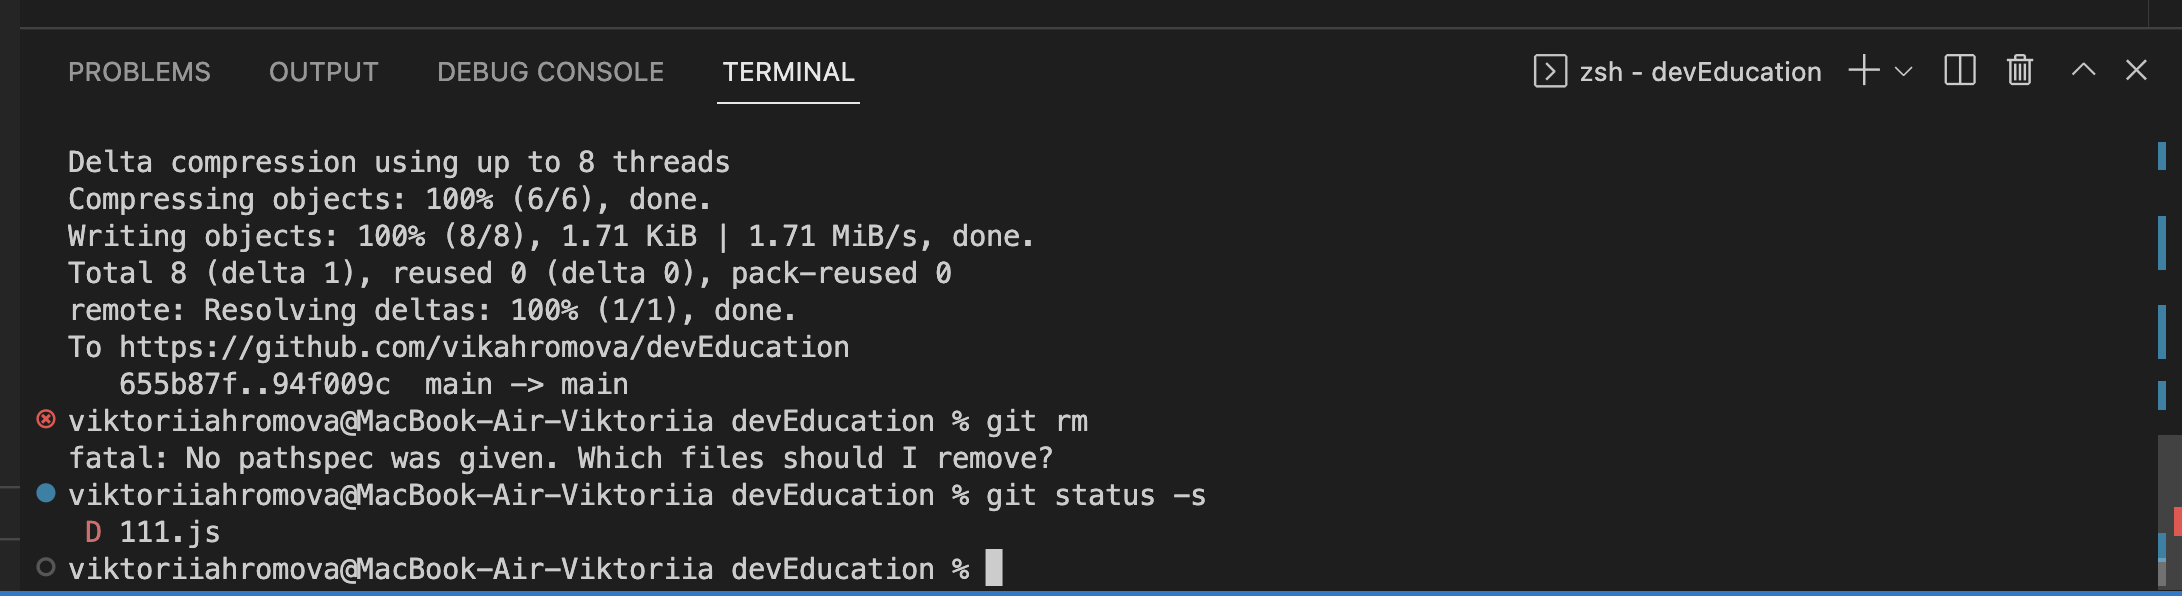 PROBLEMS OUTPUT DEBUG CONSOLE TERMINAL zsh - devEducation
Delta compression using up to 8 threads
Compressing objects: 100% (6/6), done.
Writing objects: 100% (8/8), 1.71 KiB | 1.71 MiB/s, done.
Total 8 (delta 1), reused 0 (delta 0), pack-reused 0
remote: Resolving deltas: 100% (1/1), done.
To https://github.com/vikahromova/devEducation
   655b87f..94f009c  main -> main
viktoriiahromova@MacBook-Air-Viktoriia devEducation % git rm
fatal: No pathspec was given. Which files should I remove?
viktoriiahromova@MacBook-Air-Viktoriia devEducation % git status -s
 D 111.js
viktoriiahromova@MacBook-Air-Viktoriia devEducation %